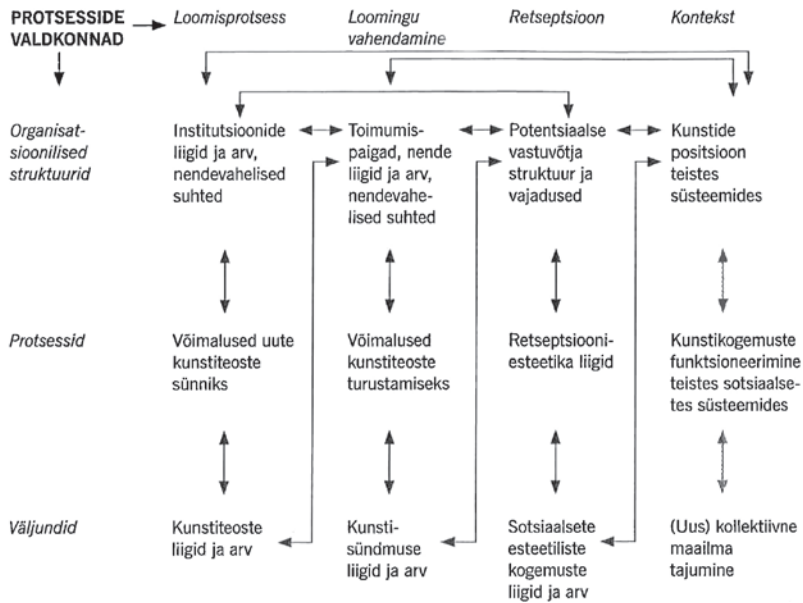 PROTSESSIDE
VALDKONNAD
Loomisprotsess
Loomingu
vahendamine
Retseptsioon
Kontekst
Organisat-
sioonilised
struktuurid
Institutsioonide
liigid ja arv,
nendevahelised
suhted
Toimumis-
paigad, nende
liigid ja arv,
nendevahe-
lised suhted
Potentsiaalse
vastuvõtja
struktuur ja
vajadused
Kunstide
positsioon
teistes
süsteemides
Protsessid
Võimalused uute
kunstiteoste
sünniks
Võimalused
kunstiteoste
turustamiseks
Retseptsiooni-
esteetika liigid
Kunstikogemuste
funktsioneerimine
teistes sotsiaalse-
tes süsteemides
Väljundid
Kunstiteoste
liigid ja arv
Kunsti-
sündmuse
liigid ja arv
Sotsiaalsete
esteetiliste
kogemuste
liigid ja arv
(Uus) kollektiivne
maailma
tajumine